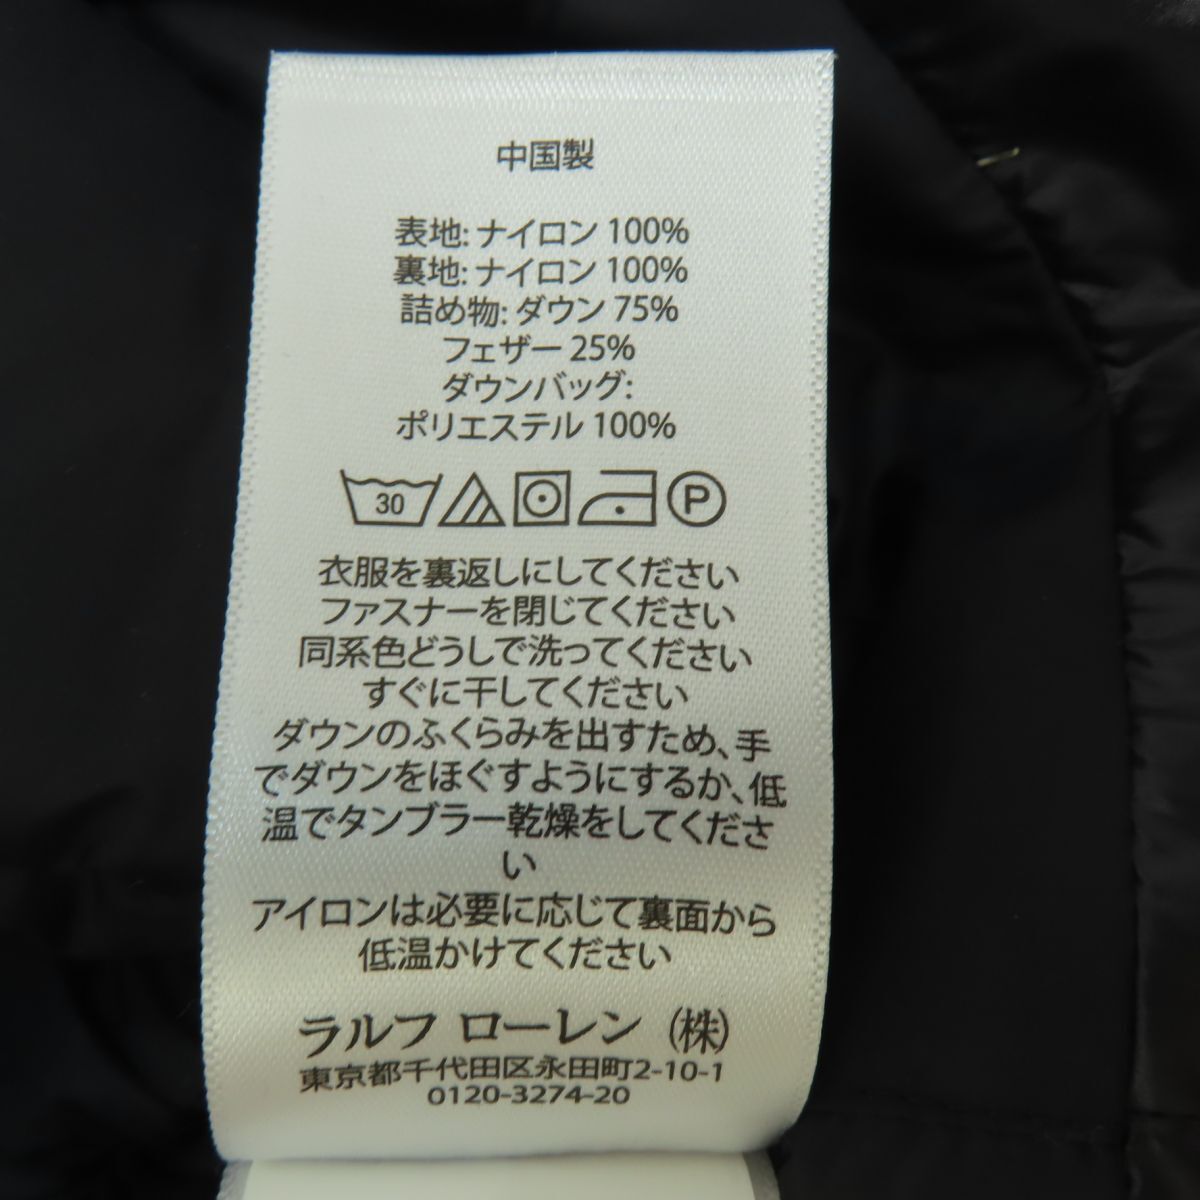 中国製
表地: ナイロン 100%
裏地: ナイロン 100%
詰め物: ダウン 75%
フェザー 25%
ダウンバッグ:
ポリエステル 100%
30 P
衣服を裏返しにしてください
ファスナーを閉じてください
同系色どうしで洗ってください
すぐに干してください
ダウンのふくらみを出すため、手
でダウンをほぐすようにするか、低
温でタンブラー乾燥をしてくださ
い
アイロンは必要に応じて裏面から
低温かけてください
ラルフ ローレン (株)
東京都千代田区永田町2-10-1
0120-3274-20